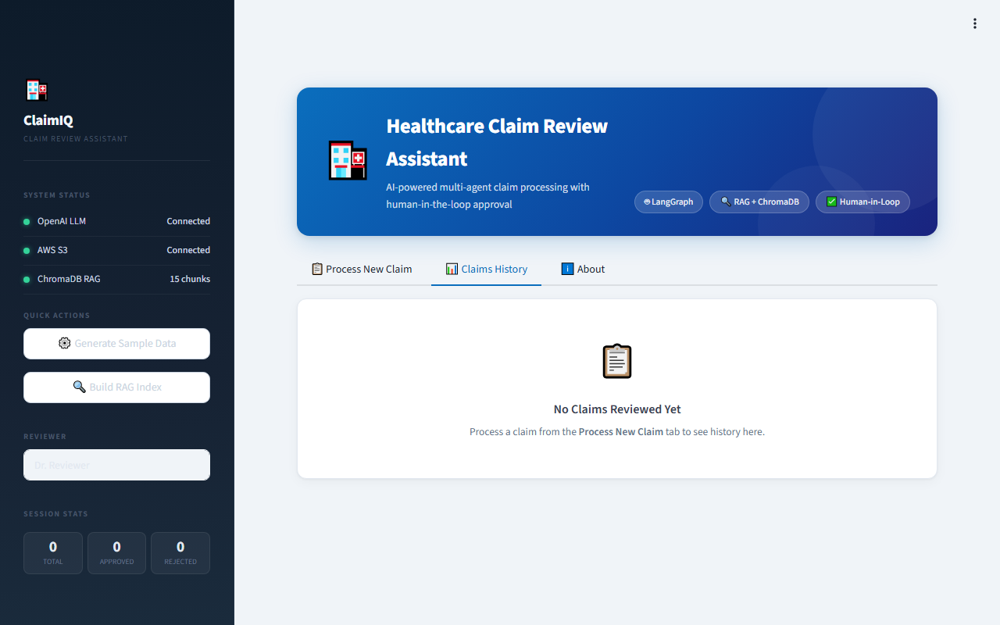 ClaimIQ
CLAIM REVIEW ASSISTANT
SYSTEM STATUS
OpenAI LLM Connected
AWS S3 Connected
ChromaDB RAG 15 chunks
QUICK ACTIONS
Generate Sample Data
Build RAG Index
REVIEWER
Dr. Reviewer
SESSION STATS
0 0 0
TOTAL APPROVED REJECTED
Healthcare Claim Review
Assistant
AI-powered multi-agent claim processing with
human-in-the-loop approval
LangGraph RAG + ChromaDB Human-in-Loop
Process New Claim Claims History About
No Claims Reviewed Yet
Process a claim from the Process New Claim tab to see history here.